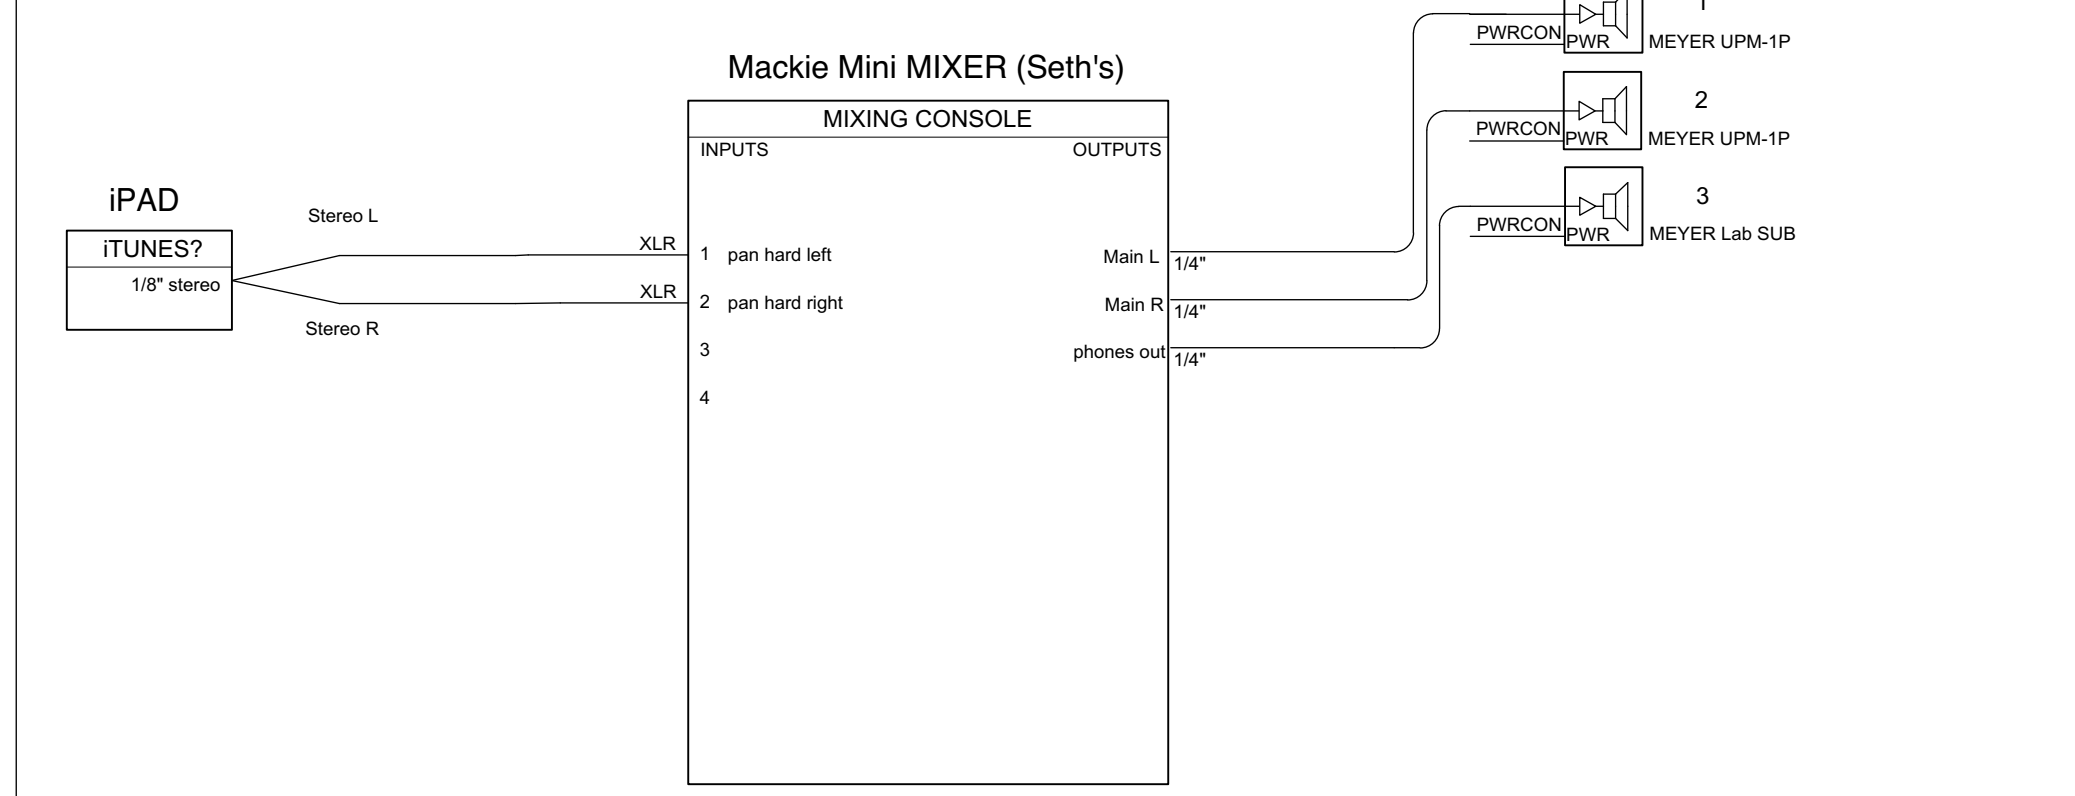 1
PWRCON
PWR
MEYER UPM-1P
Mackie Mini MIXER (Seth's)
2
PWRCON
PWR
MEYER UPM-1P
MIXING CONSOLE
INPUTS
OUTPUTS
3
PWRCON
PWR
MEYER Lab SUB
iPAD
iTUNES?
1/8" stereo
Stereo L
Stereo R
XLR
1 pan hard left
XLR
2 pan hard right
3
4
Main L
1/4"
Main R
1/4"
phones out
1/4"